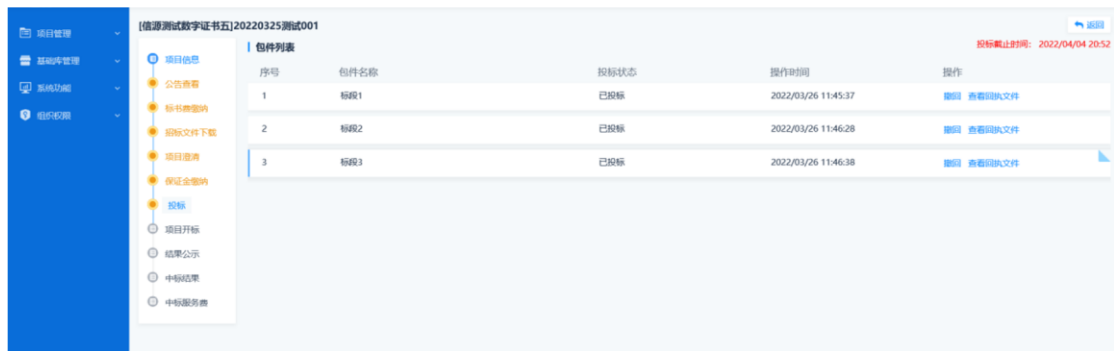 项目管理
基础库管理
系统功能
组织权限
[信源测试数字证书五]20220325测试001
返回
项目信息
公告查看
标书费缴纳
招标文件下载
项目澄清
保证金缴纳
投标
项目开标
结果公示
中标结果
中标服务费
包件列表
投标截止时间: 2022/04/04 20:52
序号 包件名称 投标状态 操作时间 操作
1 标段1 已投标 2022/03/26 11:45:37 撤回 查看回执文件
2 标段2 已投标 2022/03/26 11:46:28 撤回 查看回执文件
3 标段3 已投标 2022/03/26 11:46:38 撤回 查看回执文件